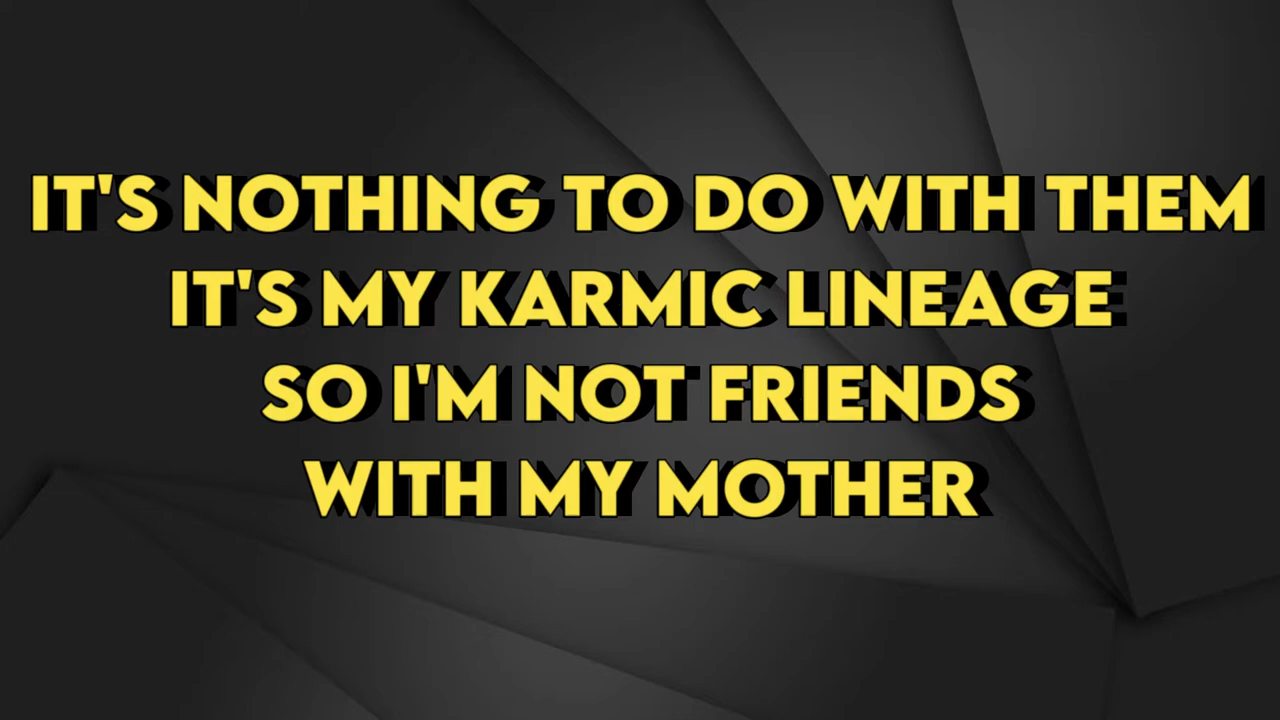 IT'S NOTHING TO DO WITH THEM
IT'S MY KARMIC LINEAGE
SO I'M NOT FRIENDS
WITH MY MOTHER